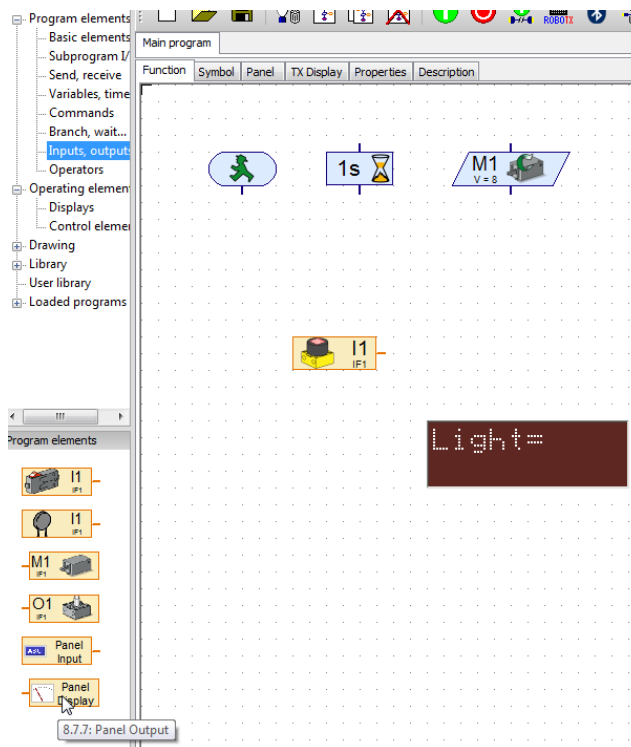 Program elements
Basic elements
Subprogram I/
Send, receive
Variables, time
Commands
Branch, wait...
Inputs, output
Operators
Operating elemen
Displays
Control eleme
Drawing
Library
User library
Loaded programs
ROBOTX
Main program
Function Symbol Panel TX Display Properties Description
1s
M1
V = 8
I1
IF1
Light=
Program elements
I1
IF1
I1
IF1
M1
IF1
O1
IF1
Panel
Input
Panel
Display
8.7.7: Panel Output